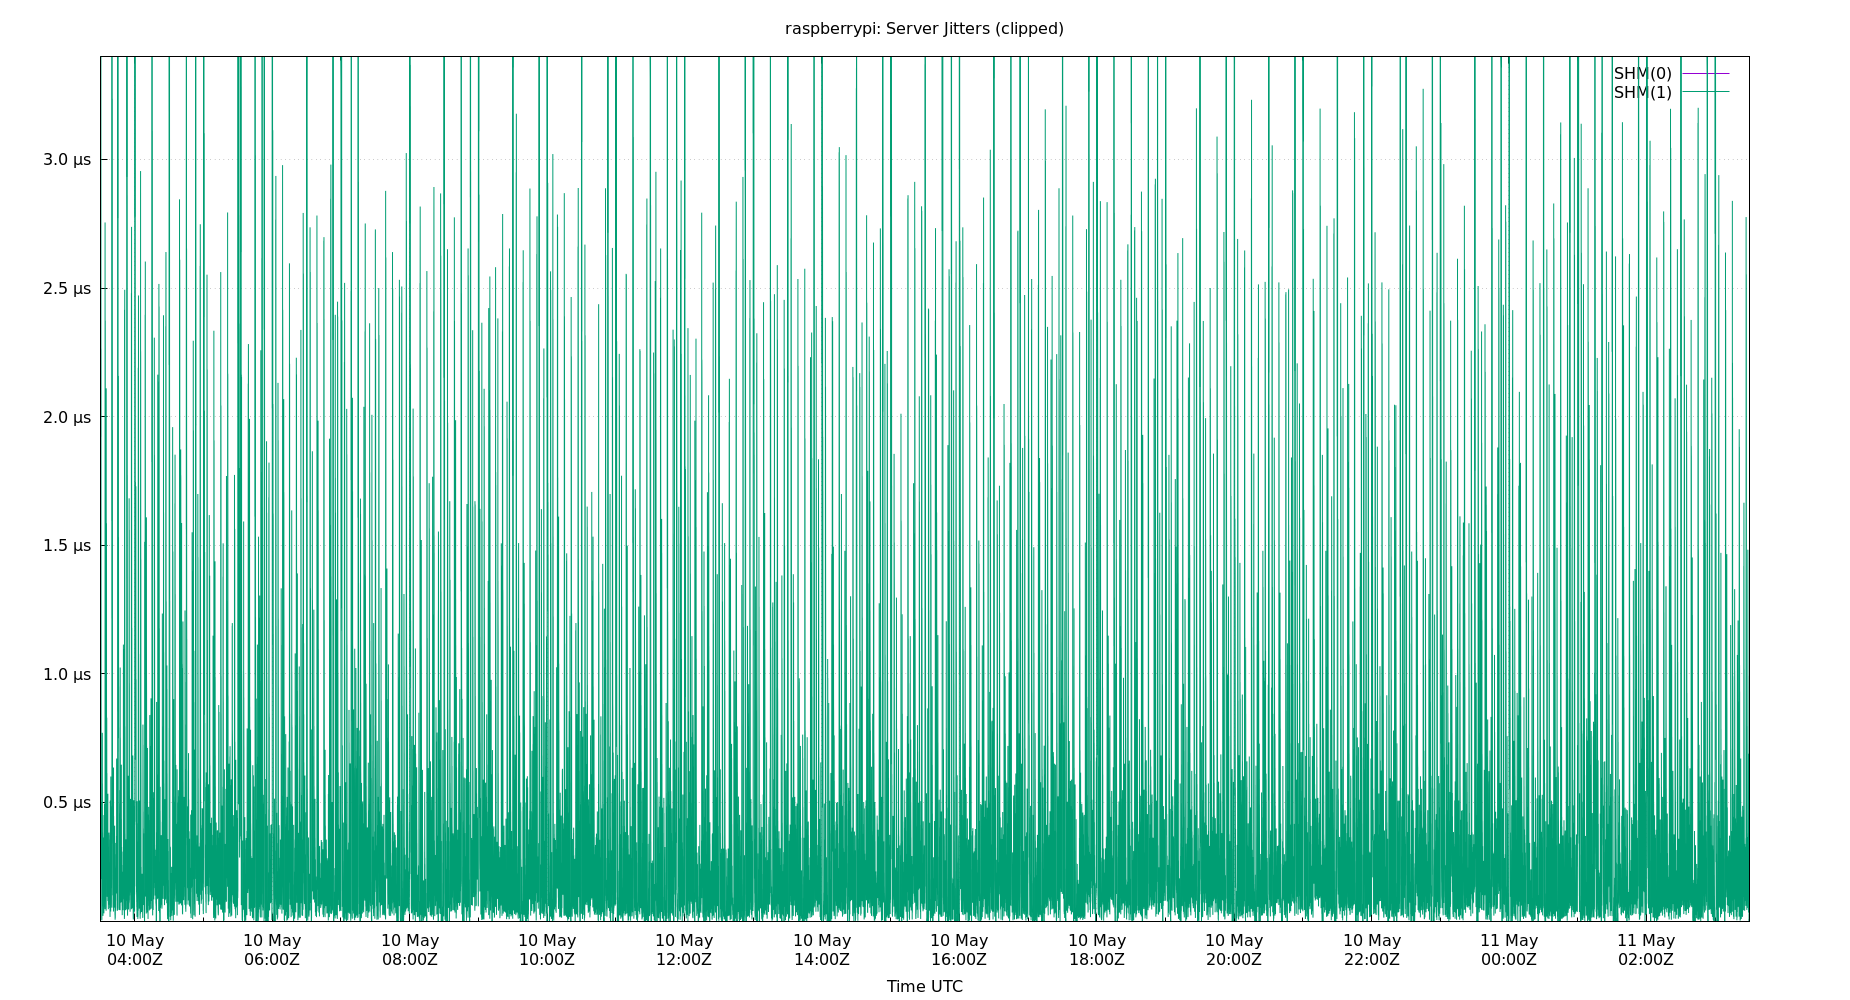 raspberrypi: Server Jitters (clipped)
SHM(0)
SHM(1)
3.0 µs
2.5 µs
2.0 µs
1.5 µs
1.0 µs
0.5 µs
10 May 10 May 10 May 10 May 10 May 10 May 10 May 10 May 10 May 10 May 11 May 11 May
04:00Z 06:00Z 08:00Z 10:00Z 12:00Z 14:00Z 16:00Z 18:00Z 20:00Z 22:00Z 00:00Z 02:00Z
Time UTC